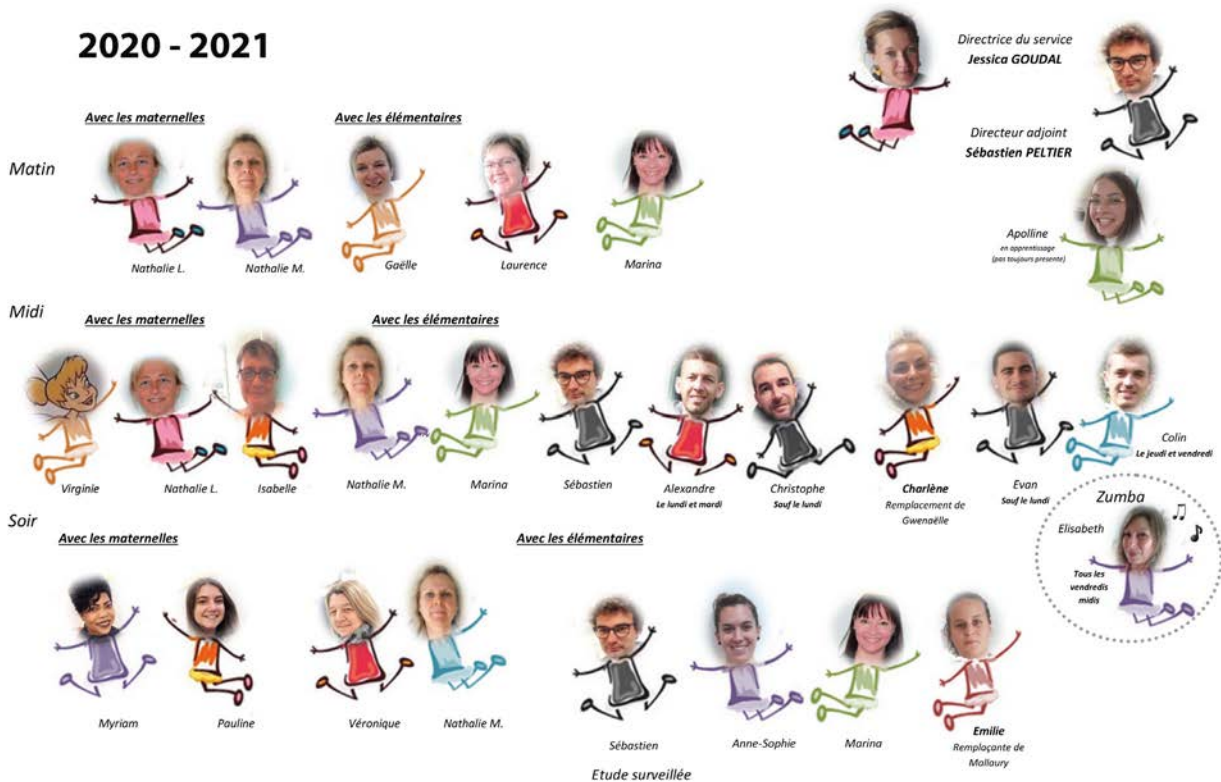 2020 - 2021
Directrice du service
Jessica GOUDAL
Directeur adjoint
Sébastien PELTIER
Apolline
en apprentissage
(pas toujours presente)
Matin
Avec les maternelles
Avec les élémentaires
Nathalie L.
Nathalie M.
Gaëlle
Laurence
Marina
Midi
Avec les maternelles
Avec les élémentaires
Virginie
Nathalie L.
Isabelle
Nathalie M.
Marina
Sébastien
Alexandre
Le lundi et mardi
Christophe
Sauf le lundi
Charlène
Remplacement de
Gwenaëlle
Evan
Sauf le lundi
Colin
Le jeudi et vendredi
Zumba
Elisabeth
Tous les
vendredis
midis
Soir
Avec les maternelles
Avec les élémentaires
Myriam
Pauline
Véronique
Nathalie M.
Sébastien
Anne-Sophie
Marina
Emilie
Remplaçante de
Mallaury
Etude surveillée